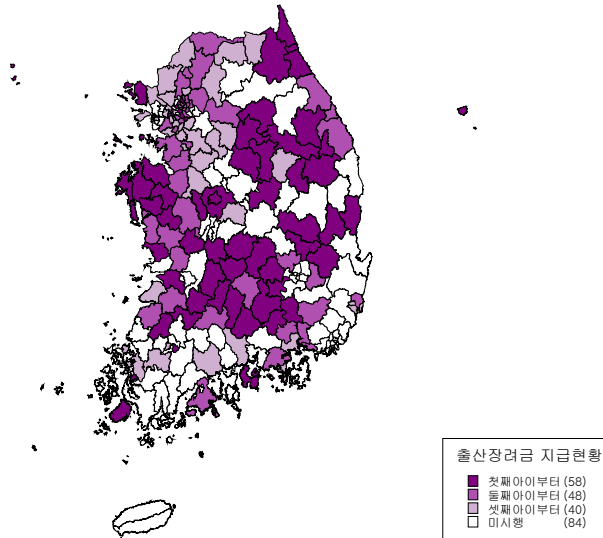 출산장려금 지급현황
첫째아이부터 (58)
둘째아이부터 (48)
셋째아이부터 (40)
미시행 (84)